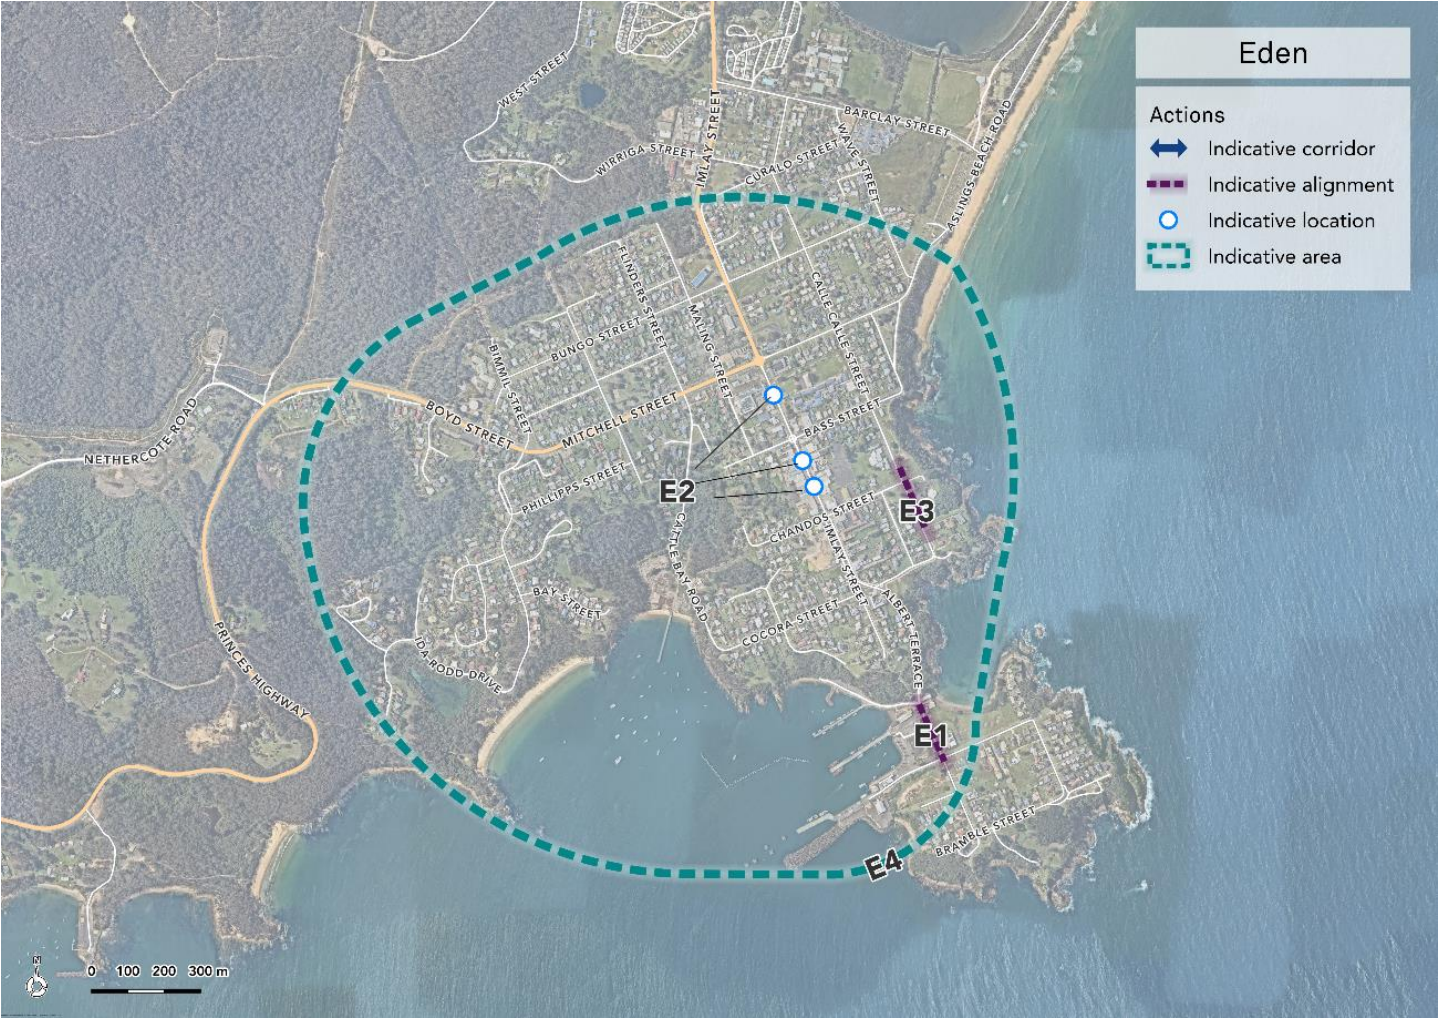 Eden
Actions
Indicative corridor
Indicative alignment
Indicative location
Indicative area
WEST STREET
IMLAY STREET
BARCLAY STREET
ASLINGS BEACH ROAD
WAVE STREET
WIRRIGA STREET
CURALO STREET
FLINDERS STREET
CALLE CALLE STREET
MALING STREET
BUNGO STREET
BIMMIL STREET
BOYD STREET
MITCHELL STREET
BASS STREET
NETHERCOTE ROAD
PHILLIPPS STREET
E2
E3
CHANDOS STREET
IMLAY STREET
CATTLE BAY ROAD
BAY STREET
COCORA STREET
ALBERT TERRACE
IDA RODD DRIVE
PRINCES HIGHWAY
E1
BRAMBLE STREET
E4
N
0 100 200 300 m